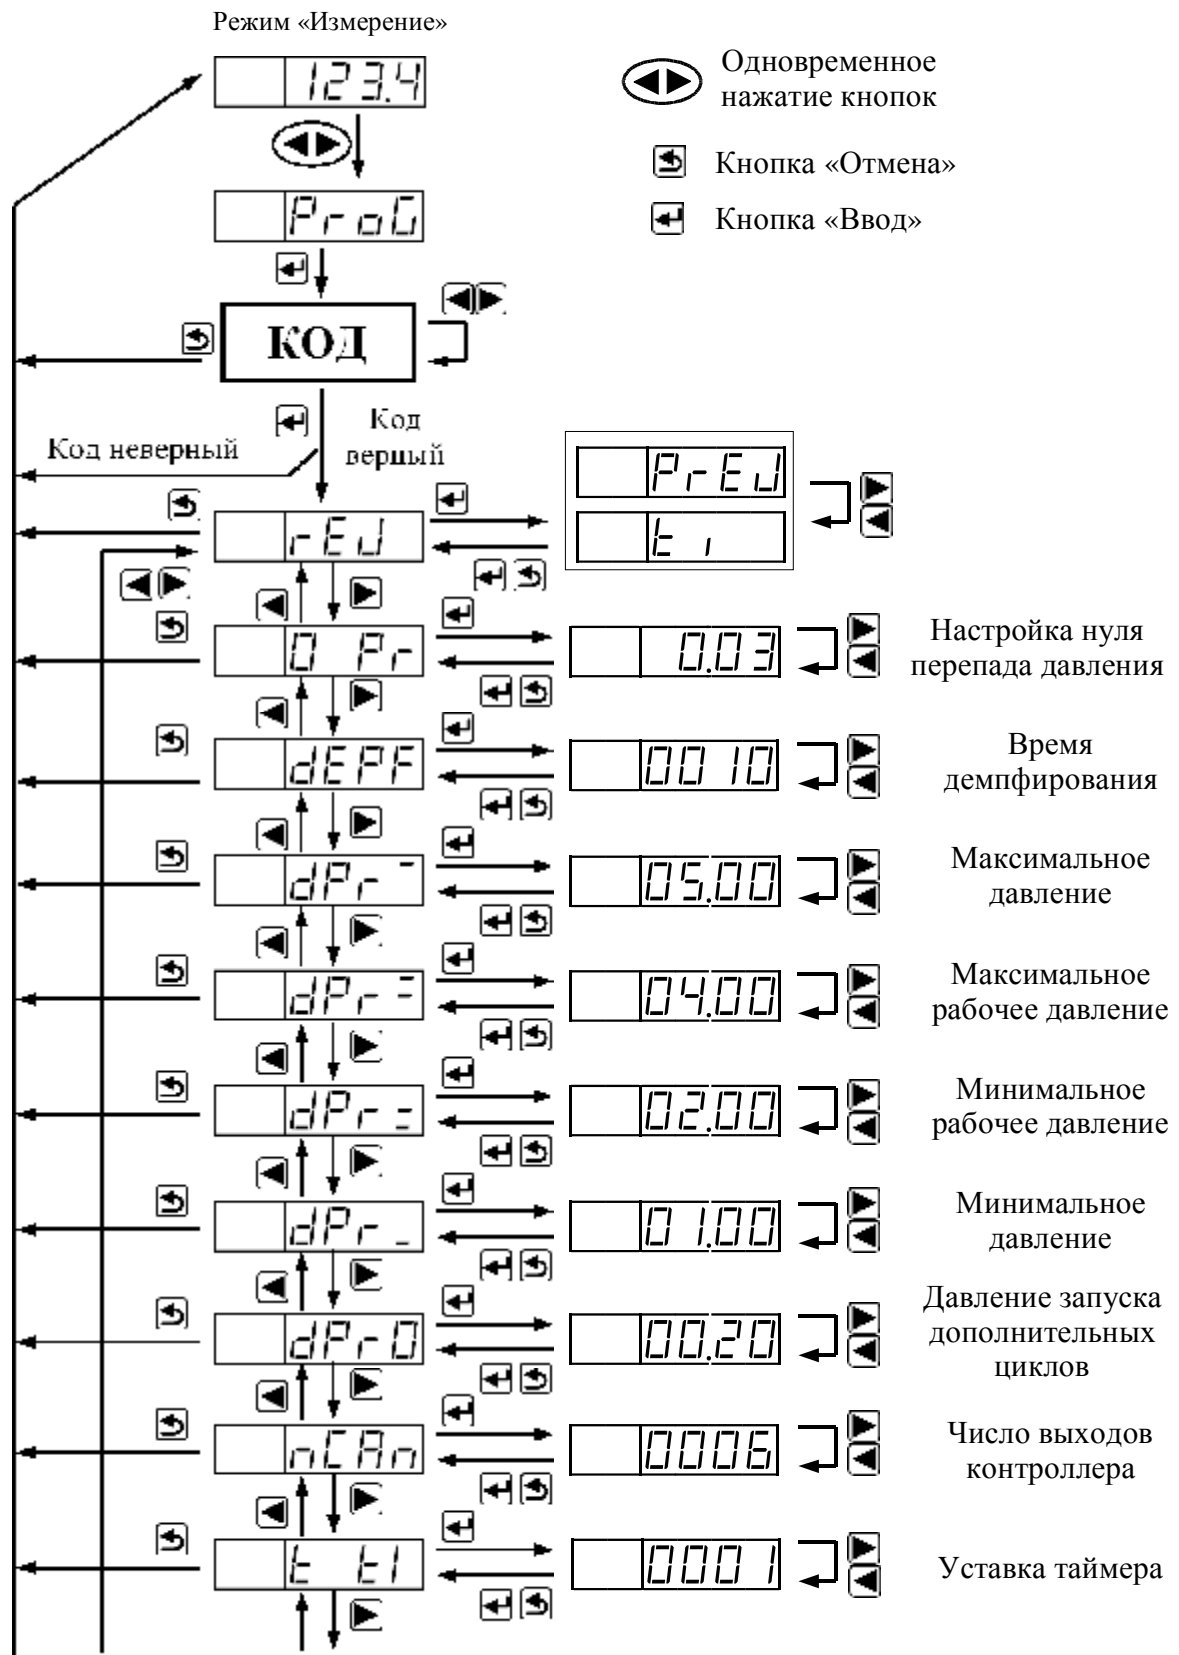 Режим «Измерение»
123.4
Одновременное
нажатие кнопок
Кнопка «Отмена»
ProG
Кнопка «Ввод»
КОД
Код неверный
Код
верный
PrEJ
rEJ
ti
0 Pr
0.03
Настройка нуля
перепада давления
dEPF
0010
Время
демпфирования
dPr¯
05.00
Максимальное
давление
dPr=
04.00
Максимальное
рабочее давление
dPr=
02.00
Минимальное
рабочее давление
dPr_
01.00
Минимальное
давление
dPr0
00.20
Давление запуска
дополнительных
циклов
nCAn
0006
Число выходов
контроллера
t t1
0001
Уставка таймера